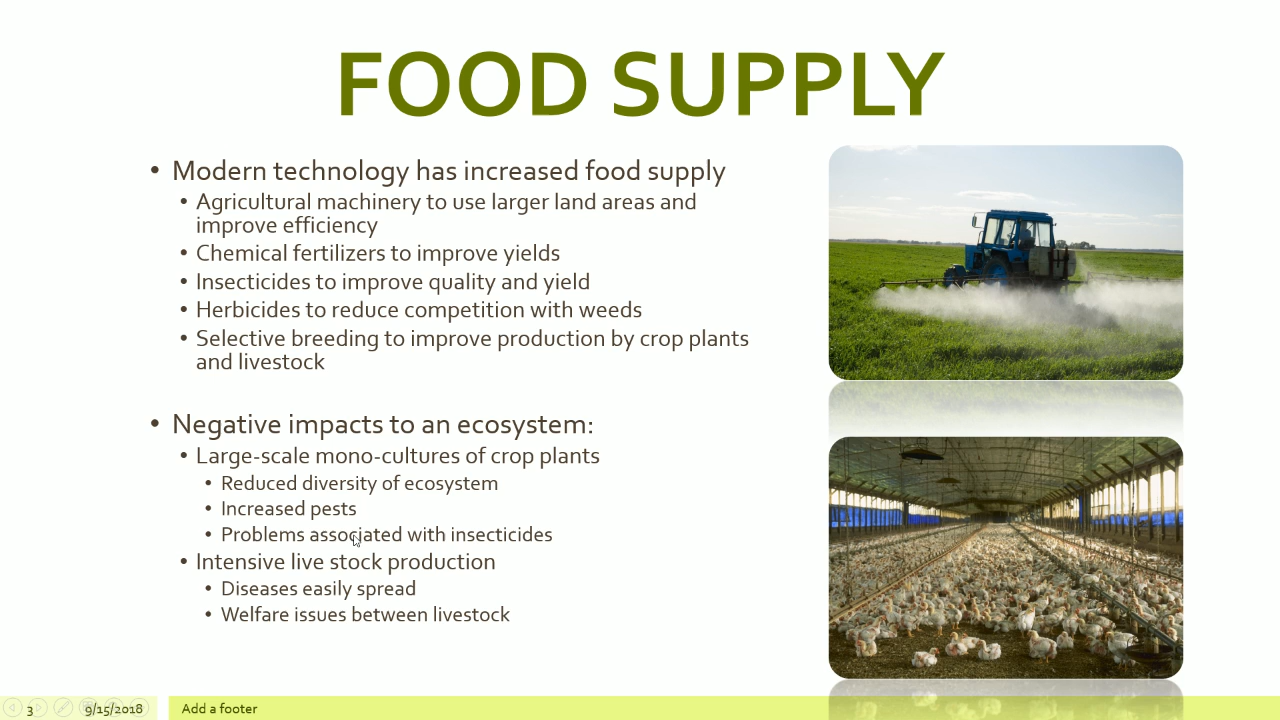 FOOD SUPPLY
• Modern technology has increased food supply
• Agricultural machinery to use larger land areas and
improve efficiency
• Chemical fertilizers to improve yields
• Insecticides to improve quality and yield
• Herbicides to reduce competition with weeds
• Selective breeding to improve production by crop plants
and livestock
• Negative impacts to an ecosystem:
• Large-scale mono-cultures of crop plants
• Reduced diversity of ecosystem
• Increased pests
• Problems associated with insecticides
• Intensive live stock production
• Diseases easily spread
• Welfare issues between livestock
3 9/15/2018 Add a footer